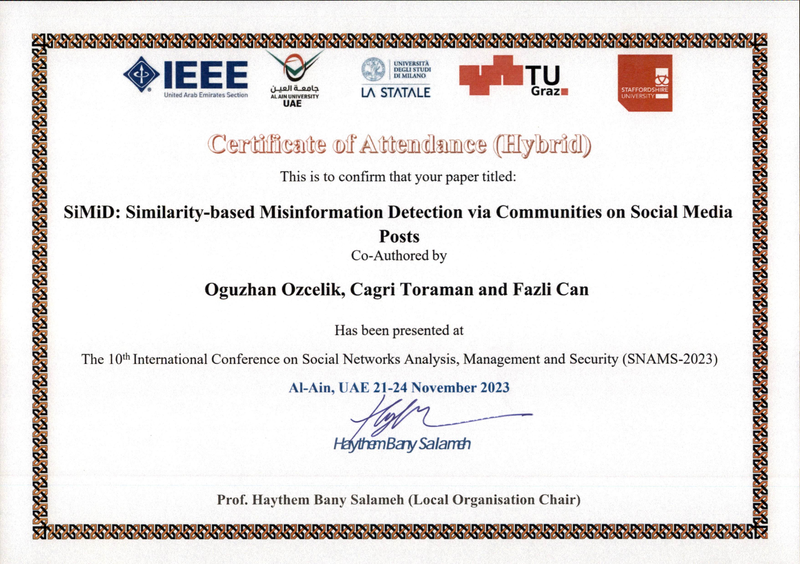 IEEE
United Arab Emirates Section
جامعة العين
AL AIN UNIVERSITY
UAE
UNIVERSITÀ
DEGLI STUDI
DI MILANO
LA STATALE
TU
Graz
STAFFORDSHIRE
UNIVERSITY
Certificate of Attendance (Hybrid)
This is to confirm that your paper titled:
SiMiD: Similarity-based Misinformation Detection via Communities on Social Media
Posts
Co-Authored by
Oguzhan Ozcelik, Cagri Toraman and Fazli Can
Has been presented at
The 10th International Conference on Social Networks Analysis, Management and Security (SNAMS-2023)
Al-Ain, UAE 21-24 November 2023
Haythem Bany Salameh
Prof. Haythem Bany Salameh (Local Organisation Chair)